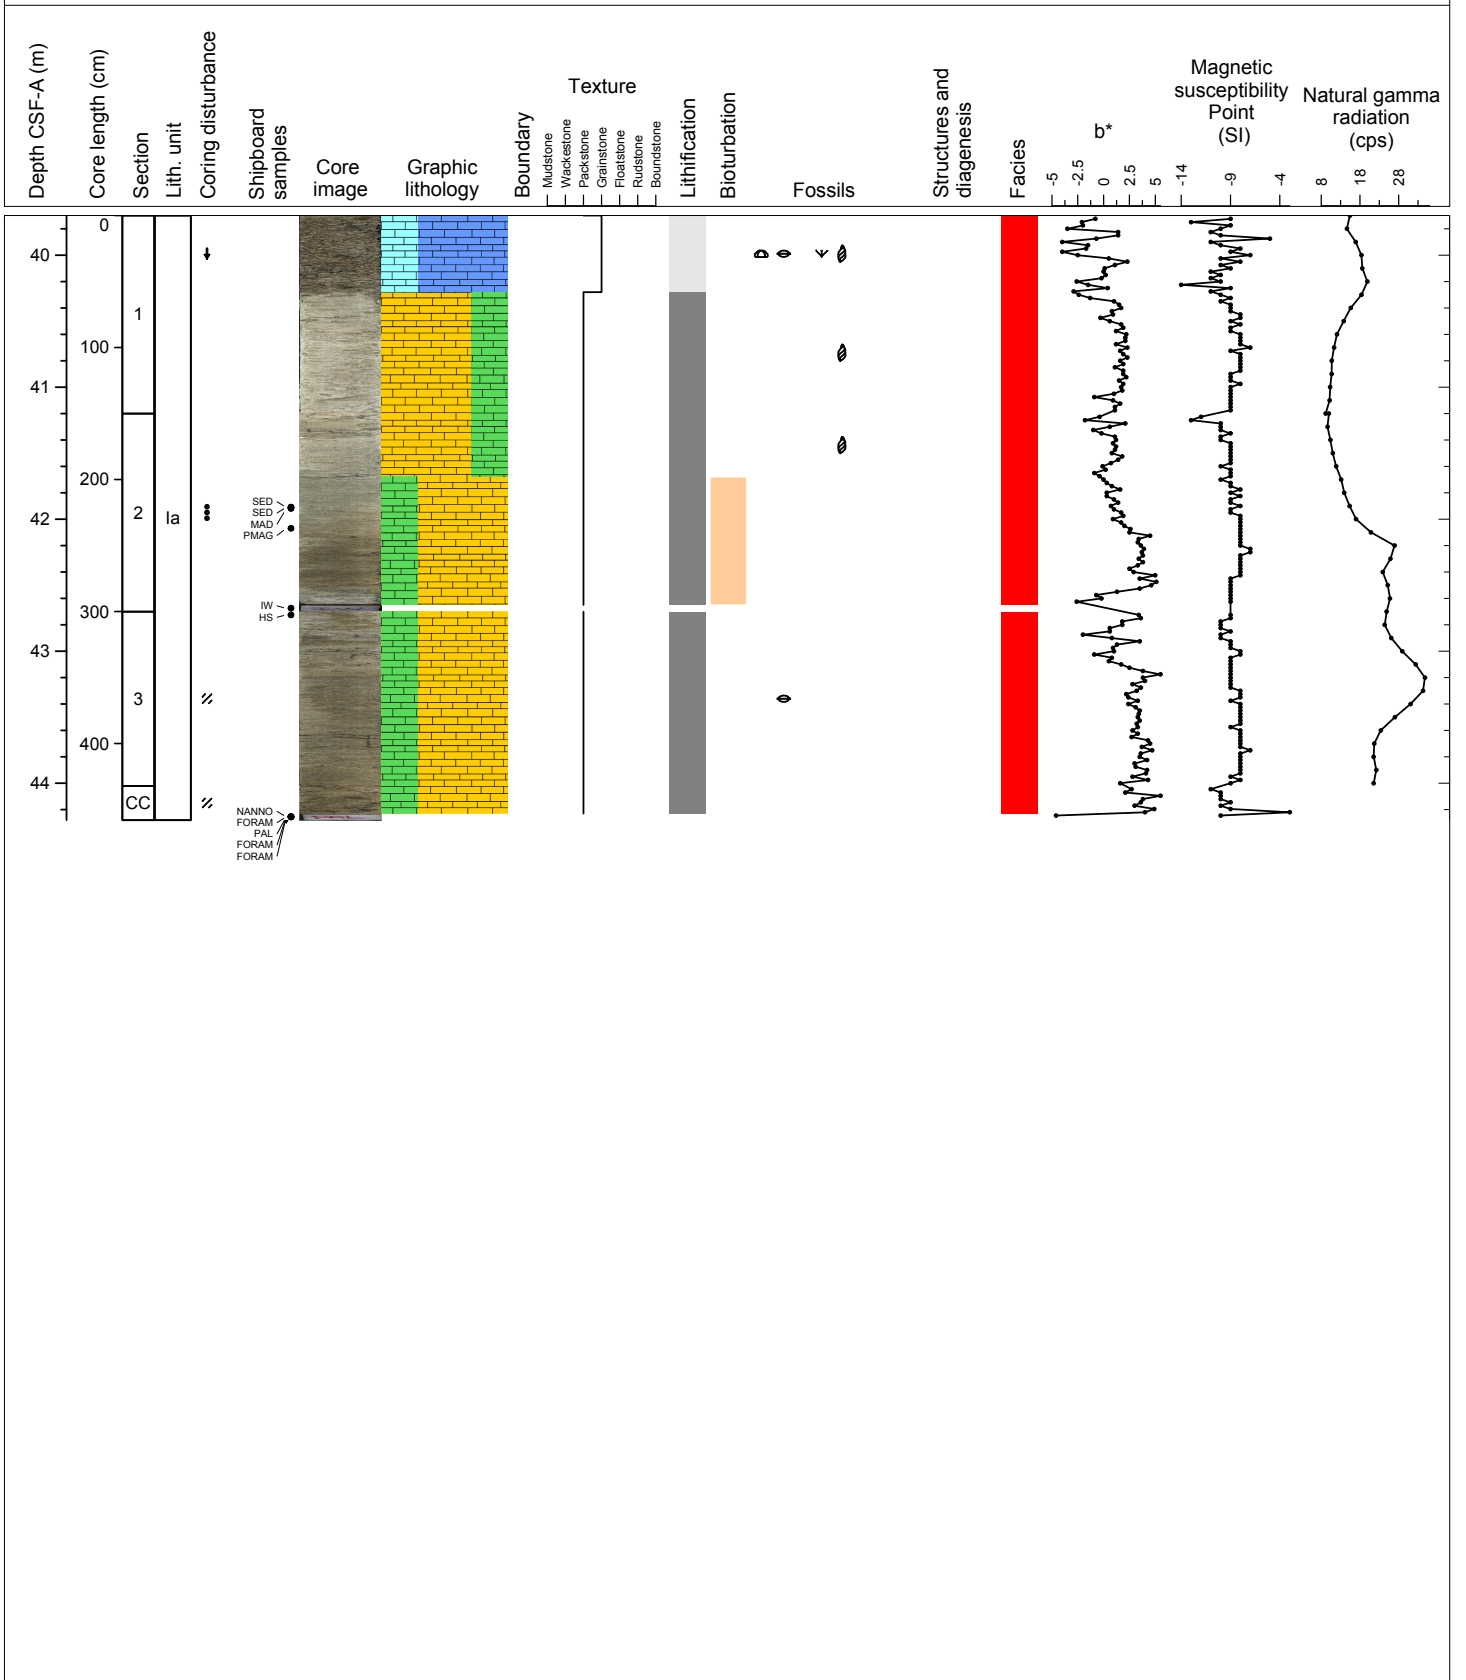 Depth CSF-A (m)
Core length (cm)
Section
Lith. unit
Coring disturbance
Shipboard
samples
Core
image
Graphic
lithology
Boundary
Texture
Mudstone
Wackestone
Packstone
Grainstone
Floatstone
Rudstone
Boundstone
Lithification
Bioturbation
Fossils
Structures and
diagenesis
Facies
b*
-5
-2.5
0
2.5
5
Magnetic
susceptibility
Point
(SI)
-14
-9
-4
Natural gamma
radiation
(cps)
8
18
28
40
41
42
43
44
0
100
200
300
400
1
2
3
CC
Ia
SED
SED
MAD
PMAG
IW
HS
NANNO
FORAM
PAL
FORAM
FORAM